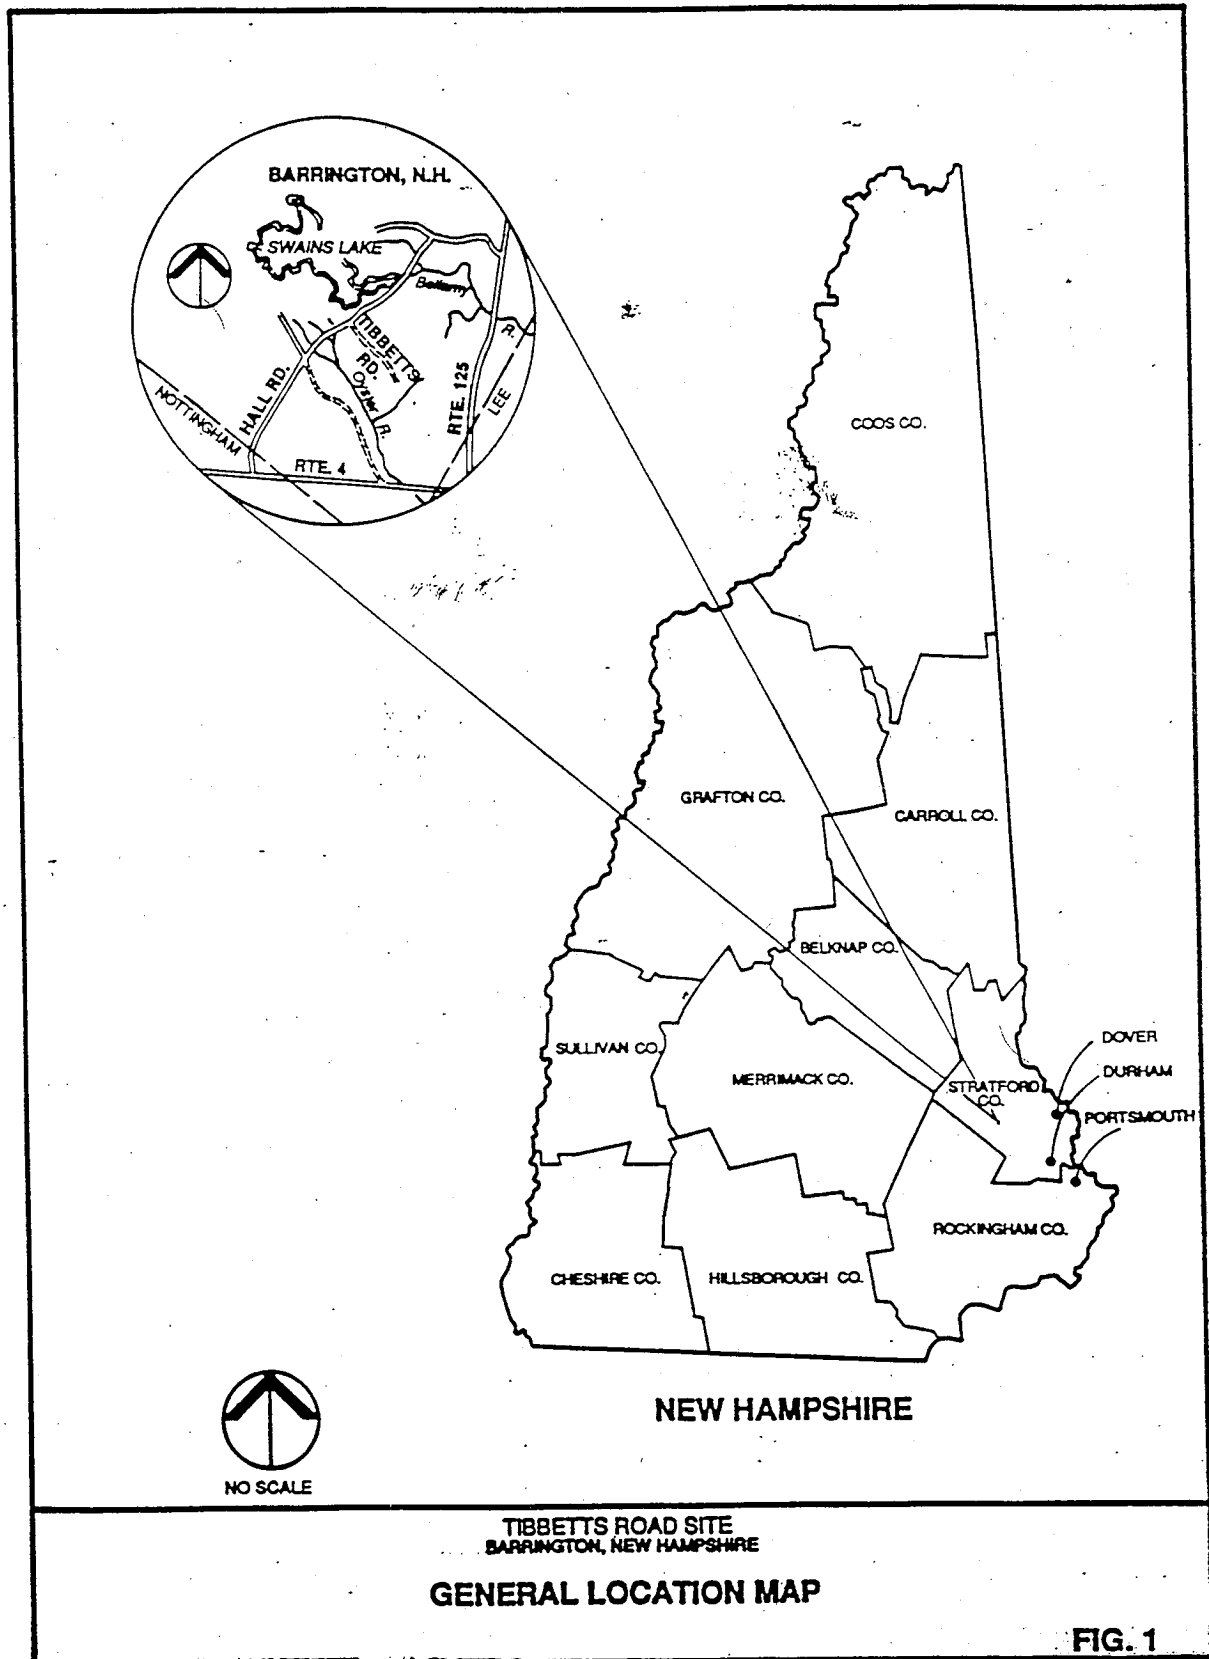 BARRINGTON, N.H.
SWAINS LAKE
Bellamy
R.
TIBBETTS
RD.
Oyster
R.
HALL RD.
RTE. 125
LEE
NOTTINGHAM
RTE. 4
COOS CO.
GRAFTON CO.
CARROLL CO.
BELKNAP CO.
SULLIVAN CO.
MERRIMACK CO.
STRATFORD
CO.
DOVER
DURHAM
PORTSMOUTH
ROCKINGHAM CO.
CHESHIRE CO.
HILLSBOROUGH CO.
NEW HAMPSHIRE
NO SCALE
TIBBETTS ROAD SITE
BARRINGTON, NEW HAMPSHIRE
GENERAL LOCATION MAP
FIG. 1